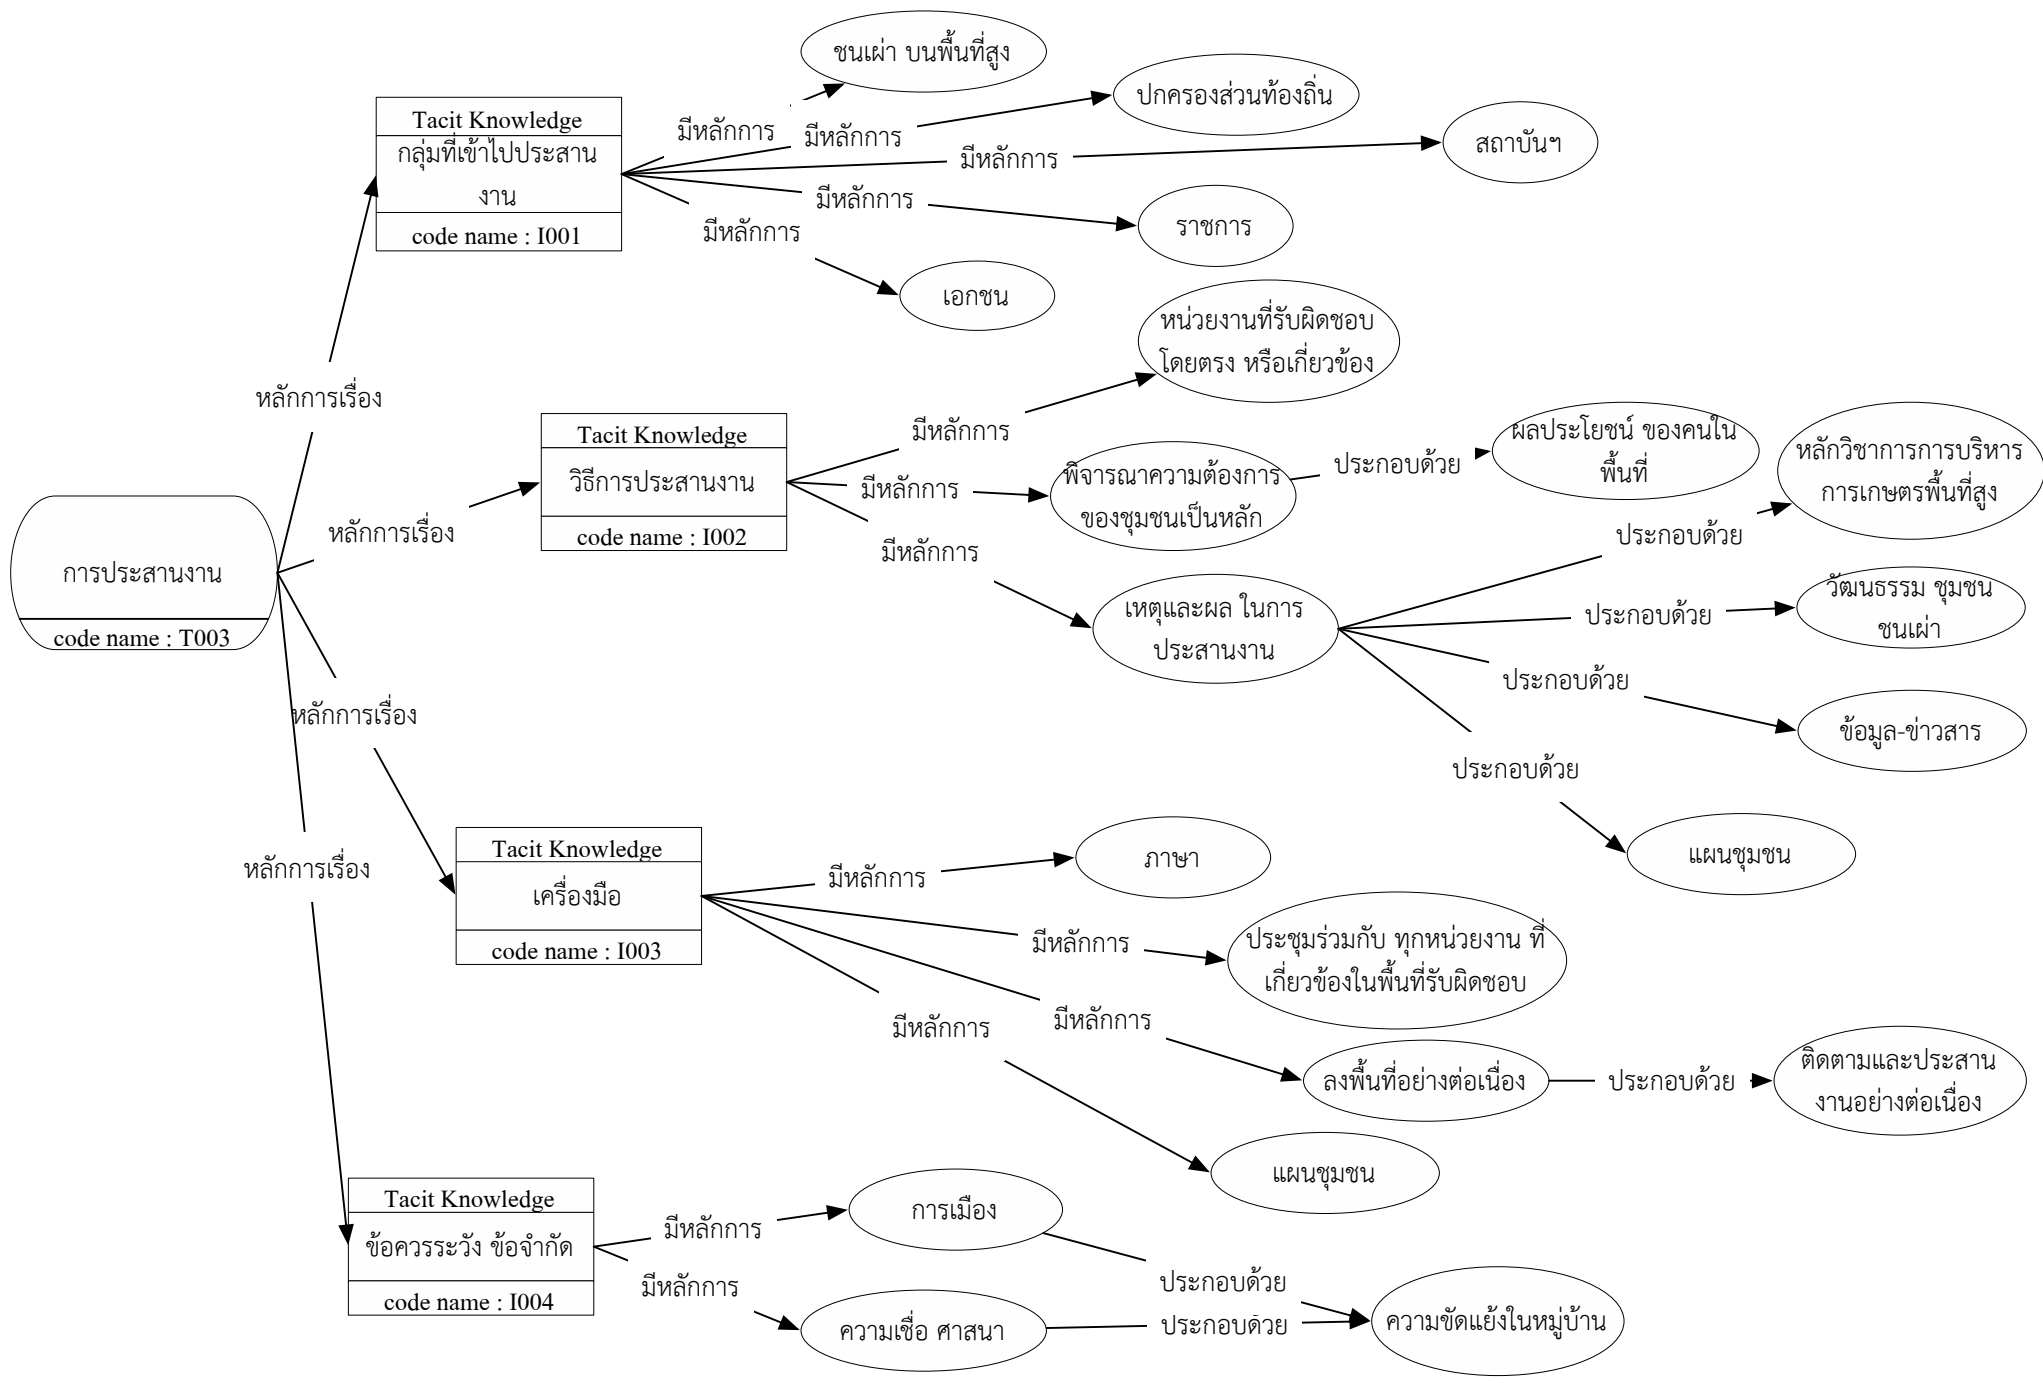 ชนเผ่า บนพื้นที่สูง
ปกครองส่วนท้องถิ่น
Tacit Knowledge
กลุ่มที่เข้าไปประสาน
งาน
code name : I001
มีหลักการ
มีหลักการ
มีหลักการ
มีหลักการ
มีหลักการ
สถาบันฯ
ราชการ
เอกชน
หลักการเรื่อง
หลักการเรื่อง
หลักการเรื่อง
หลักการเรื่อง
การประสานงาน
code name : T003
Tacit Knowledge
วิธีการประสานงาน
code name : I002
มีหลักการ
มีหลักการ
มีหลักการ
หน่วยงานที่รับผิดชอบ
โดยตรง หรือเกี่ยวข้อง
พิจารณาความต้องการ
ของชุมชนเป็นหลัก
ประกอบด้วย
ผลประโยชน์ ของคนใน
พื้นที่
เหตุและผล ในการ
ประสานงาน
ประกอบด้วย
ประกอบด้วย
ประกอบด้วย
ประกอบด้วย
หลักวิชาการการบริหาร
การเกษตรพื้นที่สูง
วัฒนธรรม ชุมชน
ชนเผ่า
ข้อมูล-ข่าวสาร
แผนชุมชน
Tacit Knowledge
เครื่องมือ
code name : I003
มีหลักการ
มีหลักการ
มีหลักการ
มีหลักการ
ภาษา
ประชุมร่วมกับ ทุกหน่วยงาน ที่
เกี่ยวข้องในพื้นที่รับผิดชอบ
ลงพื้นที่อย่างต่อเนื่อง
ประกอบด้วย
ติดตามและประสาน
งานอย่างต่อเนื่อง
แผนชุมชน
Tacit Knowledge
ข้อควรระวัง ข้อจำกัด
code name : I004
มีหลักการ
มีหลักการ
การเมือง
ความเชื่อ ศาสนา
ประกอบด้วย
ประกอบด้วย
ความขัดแย้งในหมู่บ้าน